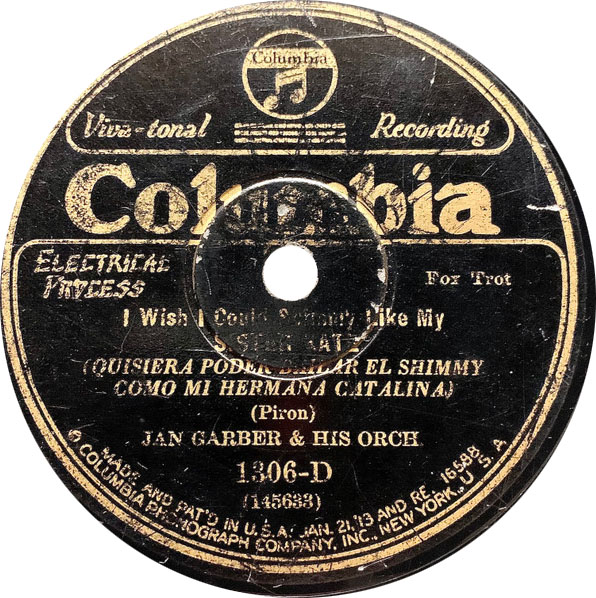 Columbia
Viva-tonal Recording
Columbia
ELECTRICAL
PROCESS
Fox Trot
I Wish I Could Shimmy Like My
SISTER KATE
(QUISIERA PODER BAILAR EL SHIMMY
COMO MI HERMANA CATALINA)
(Piron)
JAN GARBER & HIS ORCH.
1306-D
(145633)
MADE AND PAT'D IN U.S.A. JAN. 21, '13 AND RE. 16588
COLUMBIA PHONOGRAPH COMPANY, INC., NEW YORK, U.S.A.